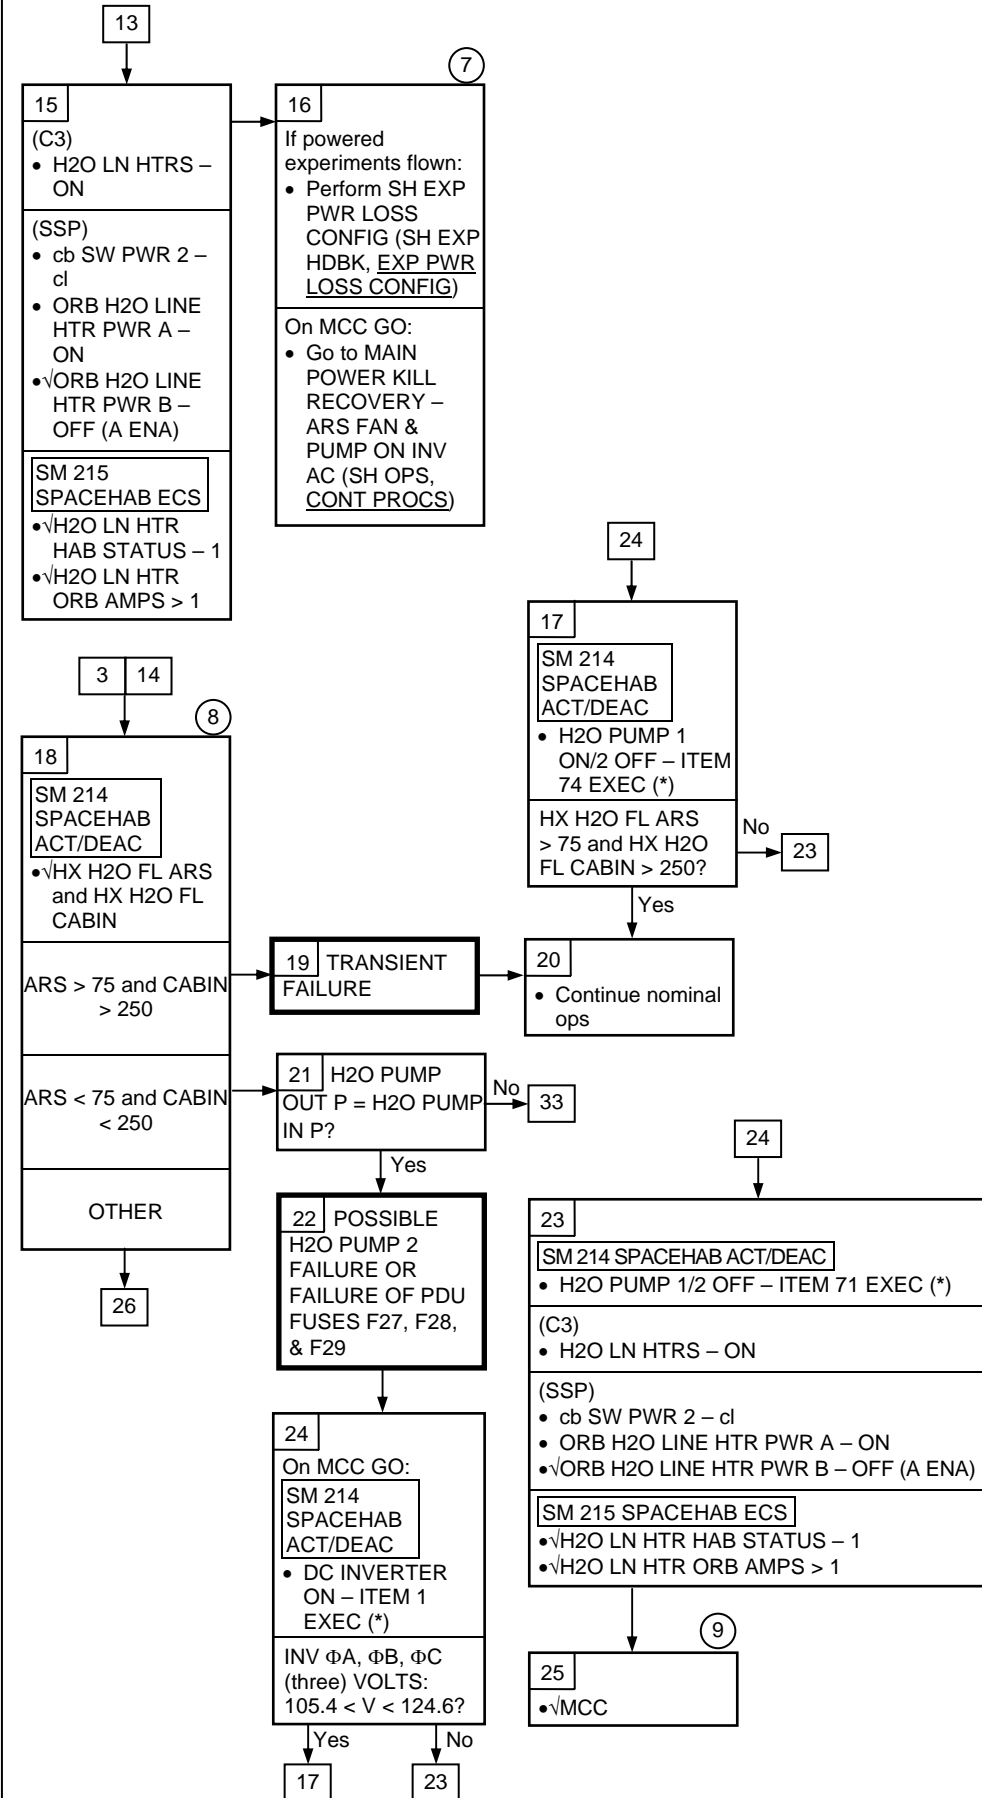 13
15
(C3)
• H2O LN HTRS –
ON
(SSP)
• cb SW PWR 2 –
cl
• ORB H2O LINE
HTR PWR A –
ON
•√ORB H2O LINE
HTR PWR B –
OFF (A ENA)
SM 215
SPACEHAB ECS
•√H2O LN HTR
HAB STATUS – 1
•√H2O LN HTR
ORB AMPS > 1
7
16
If powered
experiments flown:
• Perform SH EXP
PWR LOSS
CONFIG (SH EXP
HDBK, EXP PWR
LOSS CONFIG)
On MCC GO:
• Go to MAIN
POWER KILL
RECOVERY –
ARS FAN &
PUMP ON INV
AC (SH OPS,
CONT PROCS)
24
17
SM 214
SPACEHAB
ACT/DEAC
• H2O PUMP 1
ON/2 OFF – ITEM
74 EXEC (*)
HX H2O FL ARS
> 75 and HX H2O
FL CABIN > 250?
No
23
Yes
3 14
8
18
SM 214
SPACEHAB
ACT/DEAC
•√HX H2O FL ARS
and HX H2O FL
CABIN
ARS > 75 and CABIN
> 250
ARS < 75 and CABIN
< 250
OTHER
26
19 TRANSIENT
FAILURE
20
• Continue nominal
ops
21 H2O PUMP
OUT P = H2O PUMP
IN P?
No
33
Yes
22 POSSIBLE
H2O PUMP 2
FAILURE OR
FAILURE OF PDU
FUSES F27, F28,
& F29
24
On MCC GO:
SM 214
SPACEHAB
ACT/DEAC
• DC INVERTER
ON – ITEM 1
EXEC (*)
INV ΦA, ΦB, ΦC
(three) VOLTS:
105.4 < V < 124.6?
Yes
No
17
23
24
23
SM 214 SPACEHAB ACT/DEAC
• H2O PUMP 1/2 OFF – ITEM 71 EXEC (*)
(C3)
• H2O LN HTRS – ON
(SSP)
• cb SW PWR 2 – cl
• ORB H2O LINE HTR PWR A – ON
•√ORB H2O LINE HTR PWR B – OFF (A ENA)
SM 215 SPACEHAB ECS
•√H2O LN HTR HAB STATUS – 1
•√H2O LN HTR ORB AMPS > 1
9
25
•√MCC